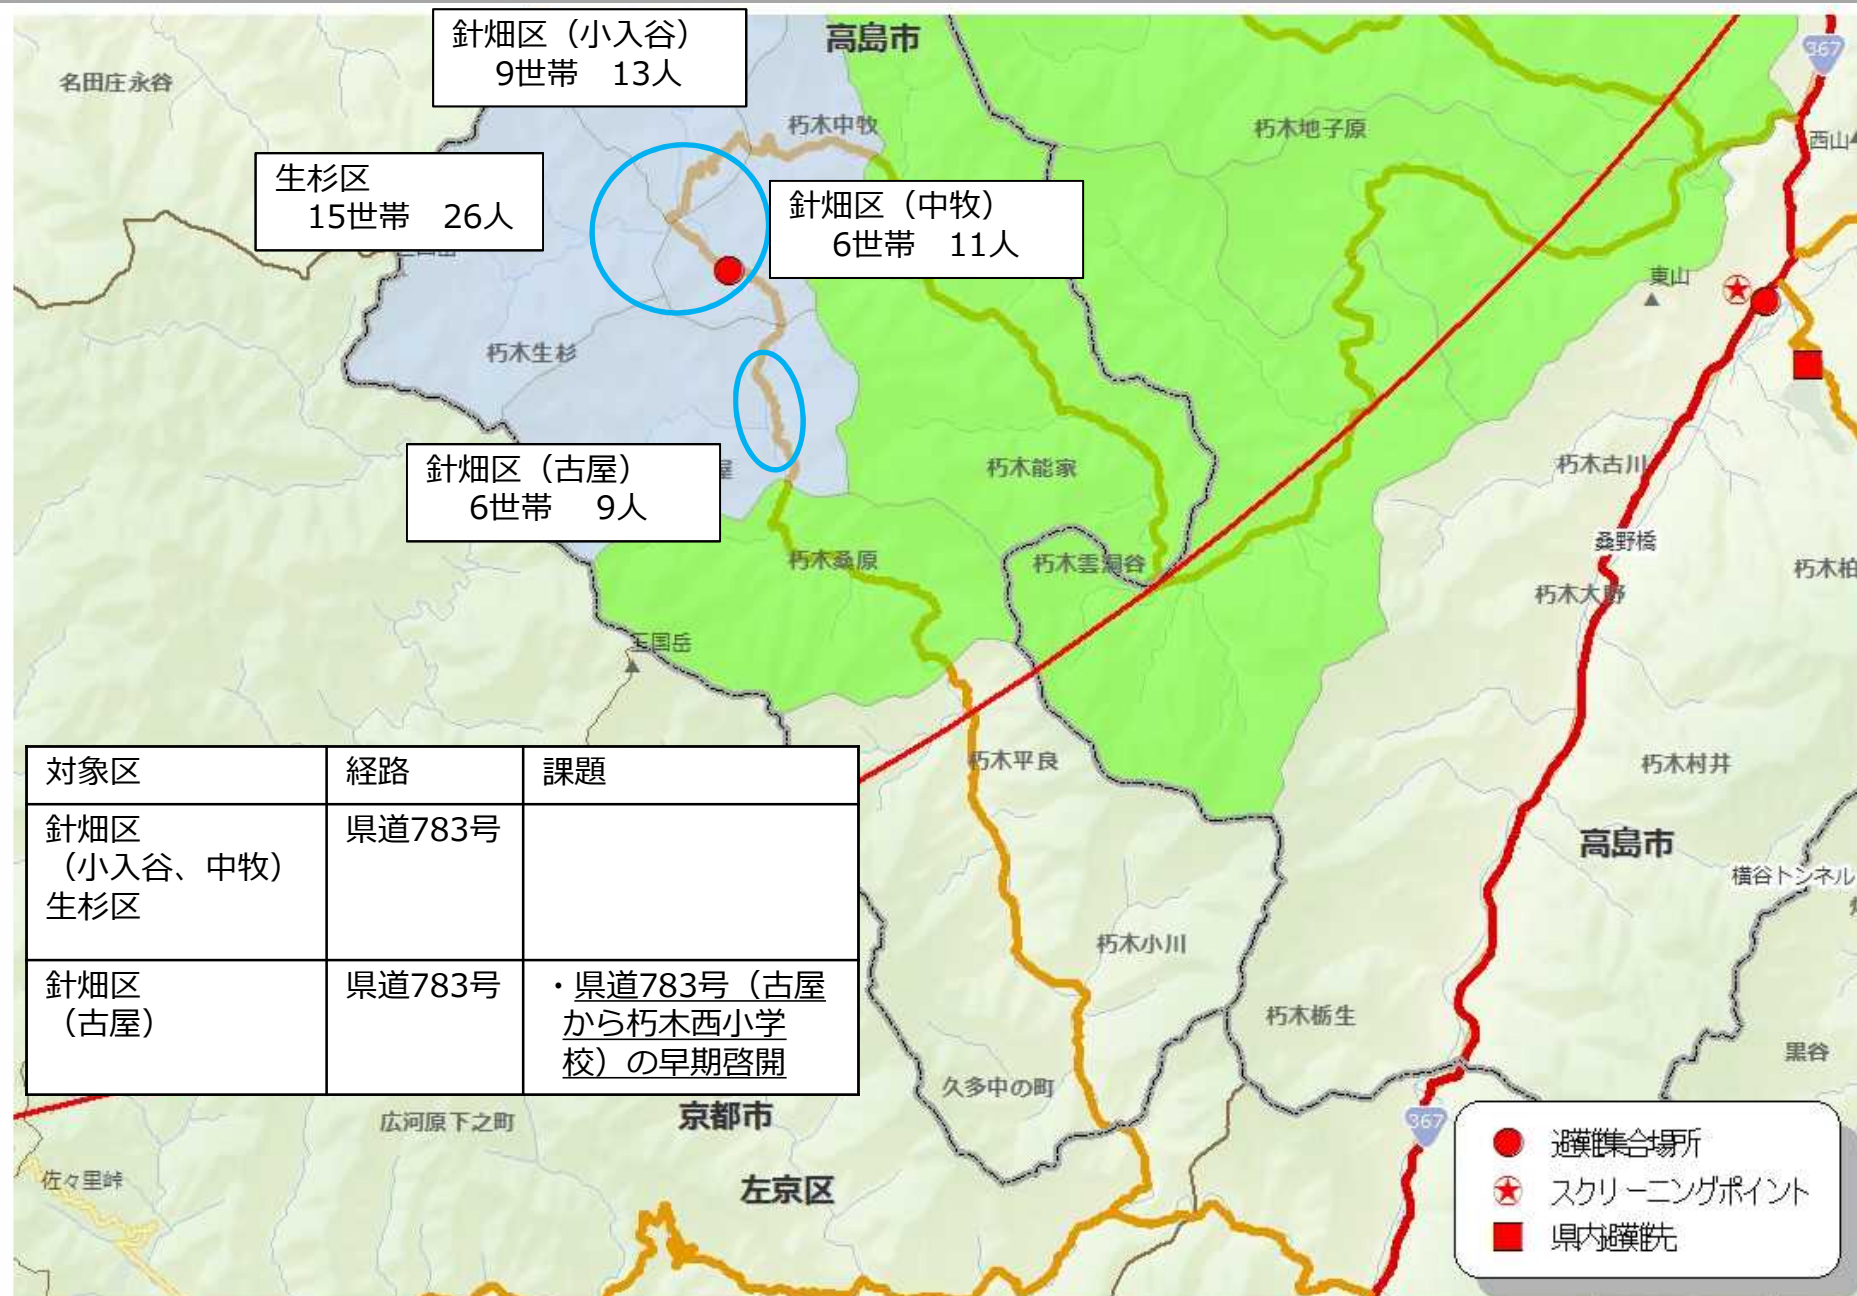 針畑区（小入谷）
9世帯　13人
高島市
367
名田庄永谷
朽木中牧
朽木地子原
生杉区
15世帯　26人
針畑区（中牧）
6世帯　11人
東山
朽木生杉
針畑区（古屋）
6世帯　9人
朽木能家
朽木古川
桑野橋
朽木桑原
朽木雲洞谷
朽木大野
三国岳
朽木平良
朽木村井
対象区　経路　課題
針畑区　県道783号
（小入谷、中牧）
生杉区
針畑区　県道783号　・県道783号（古屋
（古屋）　から朽木西小学
校）の早期啓開
高島市
横谷トンネル
朽木小川
朽木栃生
黒谷
久多中の町
京都市
広河原下之町
367
佐々里峠
左京区
避難集合場所
スクリーニングポイント
県内避難先